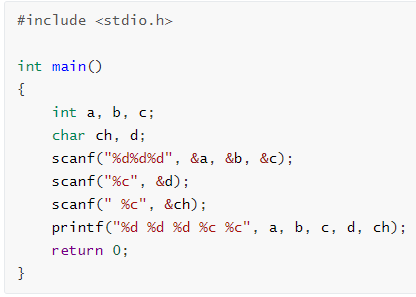 #include <stdio.h>

int main()
{
    int a, b, c;
    char ch, d;
    scanf("%d%d%d", &a, &b, &c);
    scanf("%c", &d);
    scanf(" %c", &ch);
    printf("%d %d %d %c %c", a, b, c, d, ch);
    return 0;
}